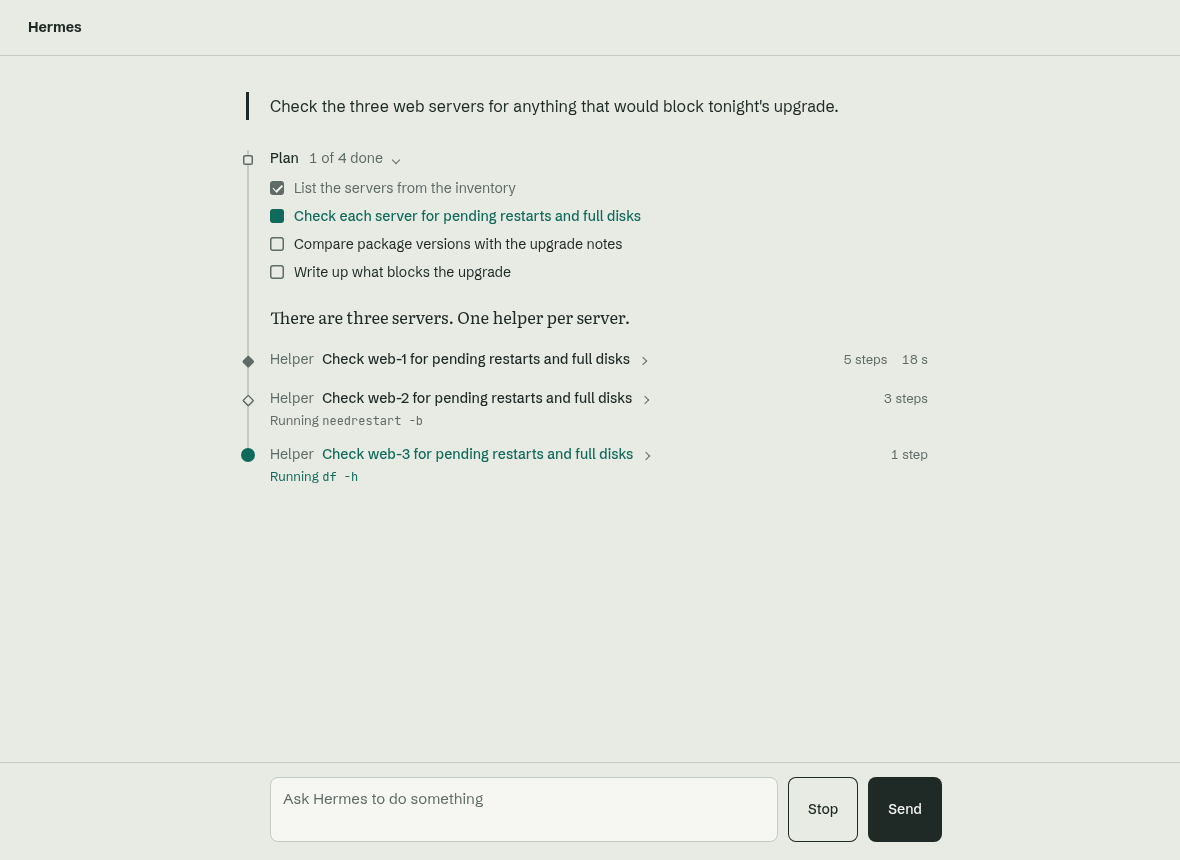 Hermes
Check the three web servers for anything that would block tonight's upgrade.
Plan 1 of 4 done
List the servers from the inventory
Check each server for pending restarts and full disks
Compare package versions with the upgrade notes
Write up what blocks the upgrade
There are three servers. One helper per server.
Helper Check web-1 for pending restarts and full disks 5 steps 18 s
Helper Check web-2 for pending restarts and full disks 3 steps
Running needrestart -b
Helper Check web-3 for pending restarts and full disks 1 step
Running df -h
Ask Hermes to do something
Stop
Send